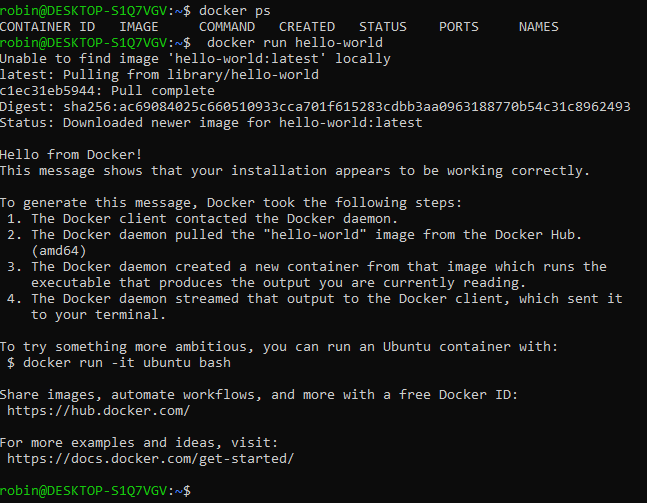 robin@DESKTOP-S1Q7VGV:~$ docker ps
CONTAINER ID   IMAGE     COMMAND   CREATED   STATUS    PORTS     NAMES
robin@DESKTOP-S1Q7VGV:~$  docker run hello-world
Unable to find image 'hello-world:latest' locally
latest: Pulling from library/hello-world
c1ec31eb5944: Pull complete
Digest: sha256:ac69084025c660510933cca701f615283cdbb3aa0963188770b54c31c8962493
Status: Downloaded newer image for hello-world:latest

Hello from Docker!
This message shows that your installation appears to be working correctly.

To generate this message, Docker took the following steps:
 1. The Docker client contacted the Docker daemon.
 2. The Docker daemon pulled the "hello-world" image from the Docker Hub.
    (amd64)
 3. The Docker daemon created a new container from that image which runs the
    executable that produces the output you are currently reading.
 4. The Docker daemon streamed that output to the Docker client, which sent it
    to your terminal.

To try something more ambitious, you can run an Ubuntu container with:
 $ docker run -it ubuntu bash

Share images, automate workflows, and more with a free Docker ID:
 https://hub.docker.com/

For more examples and ideas, visit:
 https://docs.docker.com/get-started/

robin@DESKTOP-S1Q7VGV:~$